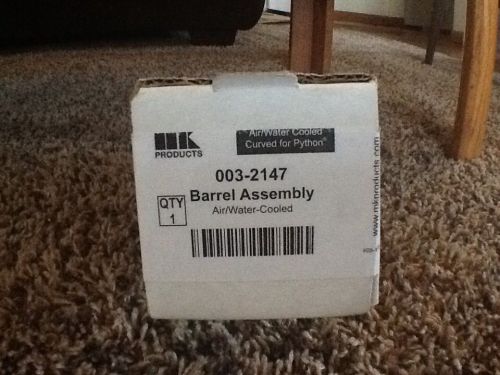 MK
PRODUCTS
Air/Water Cooled
Curved for Python®
003-2147
Barrel Assembly
Air/Water-Cooled
QTY
1
www.mkproducts.com